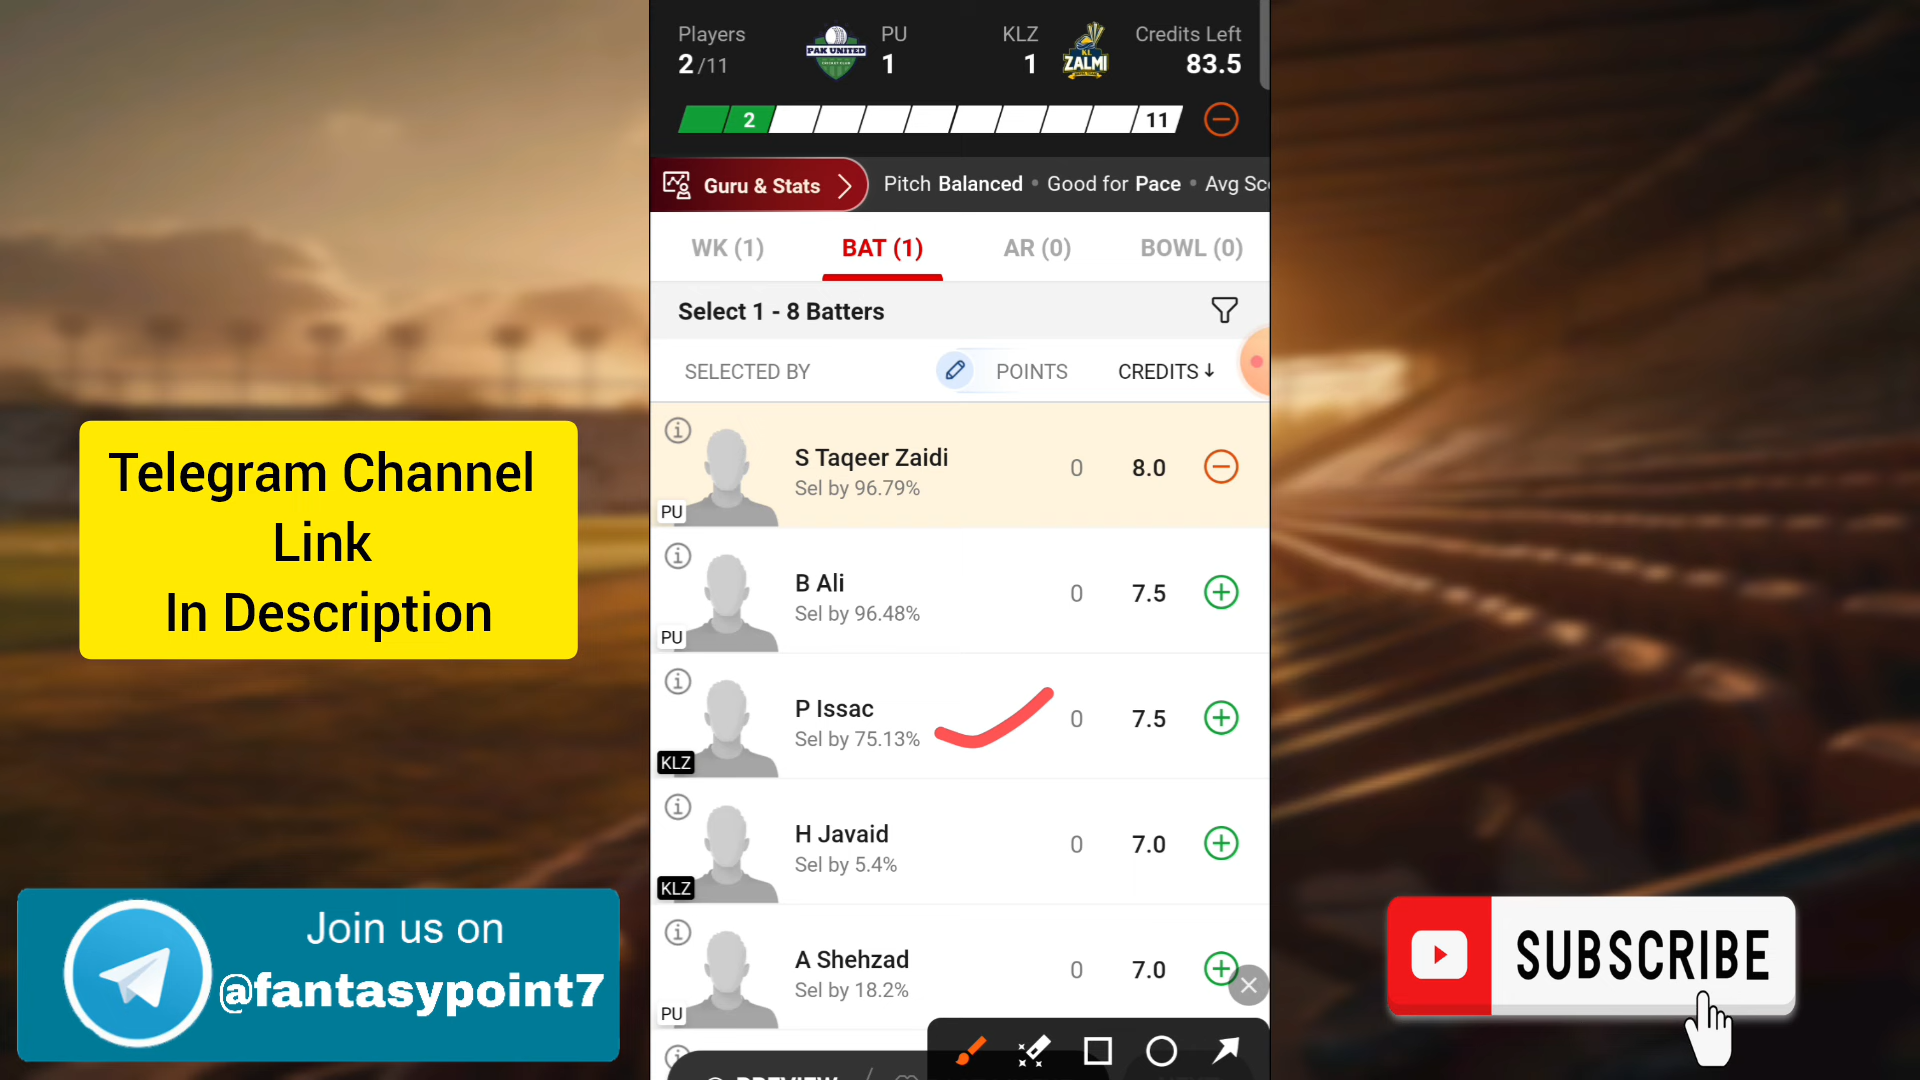 Players
2/11
PAK UNITED
PU
1
KLZ
1
ZALMI
Credits Left
83.5
2
11
Guru & Stats
Pitch Balanced • Good for Pace • Avg Sc
WK (1)
BAT (1)
AR (0)
BOWL (0)
Select 1 - 8 Batters
SELECTED BY
POINTS
CREDITS↓
S Taqeer Zaidi
Sel by 96.79%
0
8.0
PU
B Ali
Sel by 96.48%
0
7.5
PU
P Issac
Sel by 75.13%
0
7.5
KLZ
H Javaid
Sel by 5.4%
0
7.0
KLZ
A Shehzad
Sel by 18.2%
0
7.0
PU
PREVIEW
Telegram Channel
Link
In Description
Join us on
@fantasypoint7
SUBSCRIBE